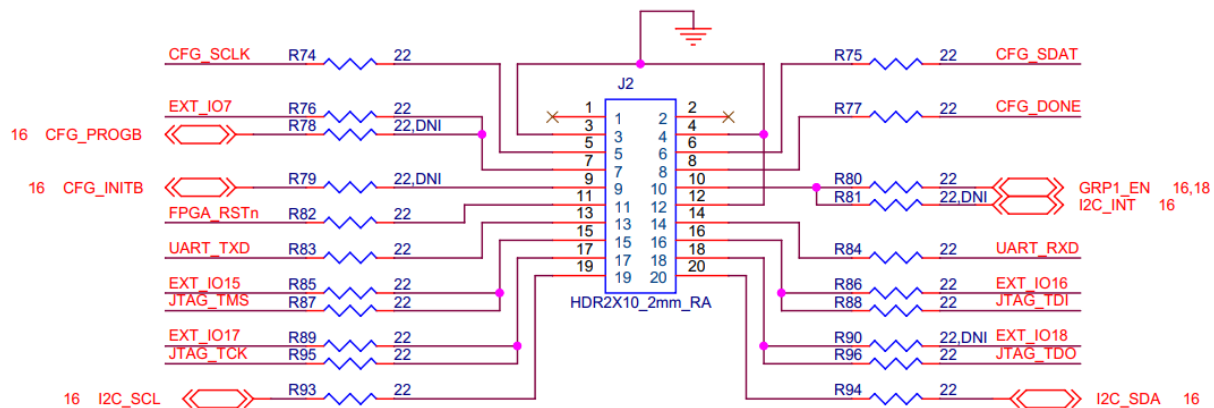 CFG_SCLK R74 22 R75 22 CFG_SDAT
J2
EXT_IO7 R76 22 1 1 2 2 R77 22 CFG_DONE
16 CFG_PROGB R78 22,DNI 3 3 4 4
5 5 6 6
7 7 8 8
16 CFG_INITB R79 22,DNI 9 9 10 10 R80 22 GRP1_EN 16,18
11 11 12 12 R81 22,DNI I2C_INT 16
FPGA_RSTn R82 22 13 13 14 14
15 15 16 16
UART_TXD R83 22 17 17 18 18 R84 22 UART_RXD
19 19 20 20
EXT_IO15 R85 22 R86 22 EXT_IO16
JTAG_TMS R87 22 HDR2X10_2mm_RA R88 22 JTAG_TDI
EXT_IO17 R89 22 R90 22,DNI EXT_IO18
JTAG_TCK R95 22 R96 22 JTAG_TDO
16 I2C_SCL R93 22 R94 22 I2C_SDA 16